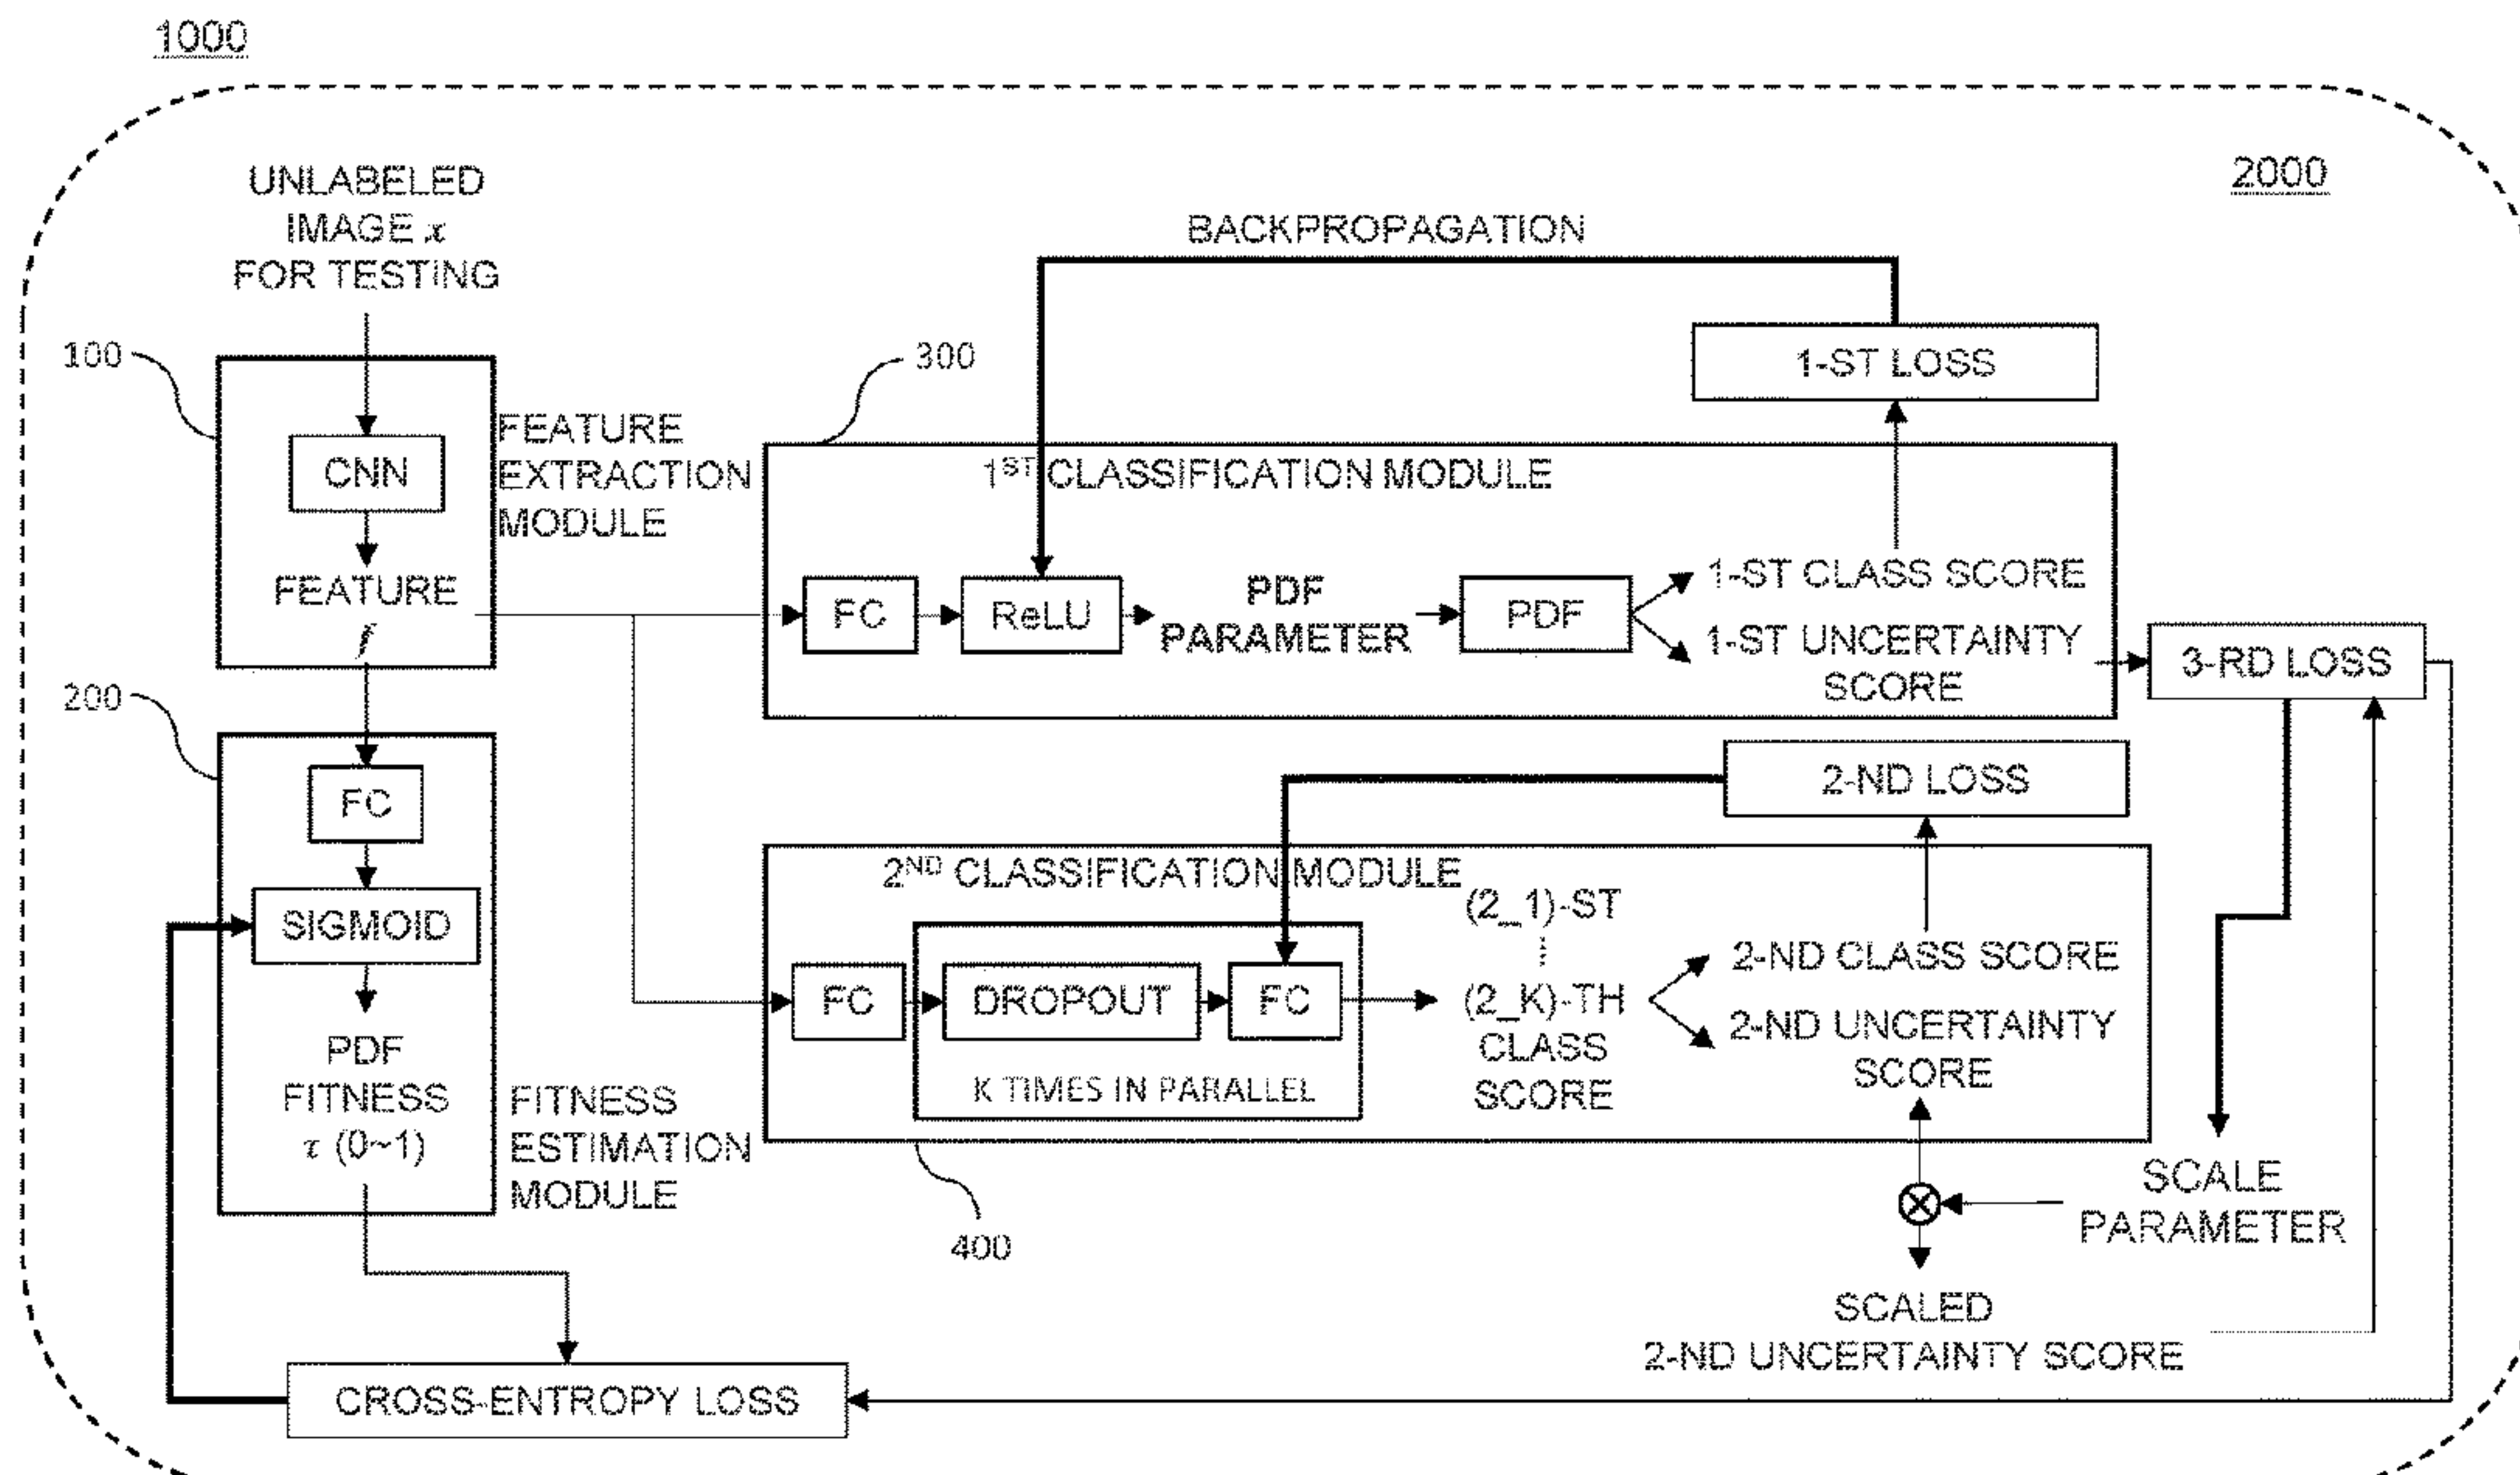 1000
2000
UNLABELED
IMAGE x
FOR TESTING
BACKPROPAGATION
100
300
1-ST LOSS
CNN
FEATURE
f
FEATURE
EXTRACTION
MODULE
1ST CLASSIFICATION MODULE
FC
ReLU
PDF
PARAMETER
PDF
1-ST CLASS SCORE
1-ST UNCERTAINTY
SCORE
3-RD LOSS
200
FC
SIGMOID
PDF
FITNESS
τ (0~1)
FITNESS
ESTIMATION
MODULE
2-ND LOSS
2ND CLASSIFICATION MODULE
FC
DROPOUT
FC
K TIMES IN PARALLEL
(2_1)-ST
(2_K)-TH
CLASS
SCORE
2-ND CLASS SCORE
2-ND UNCERTAINTY
SCORE
400
SCALE
PARAMETER
SCALED
2-ND UNCERTAINTY SCORE
CROSS-ENTROPY LOSS